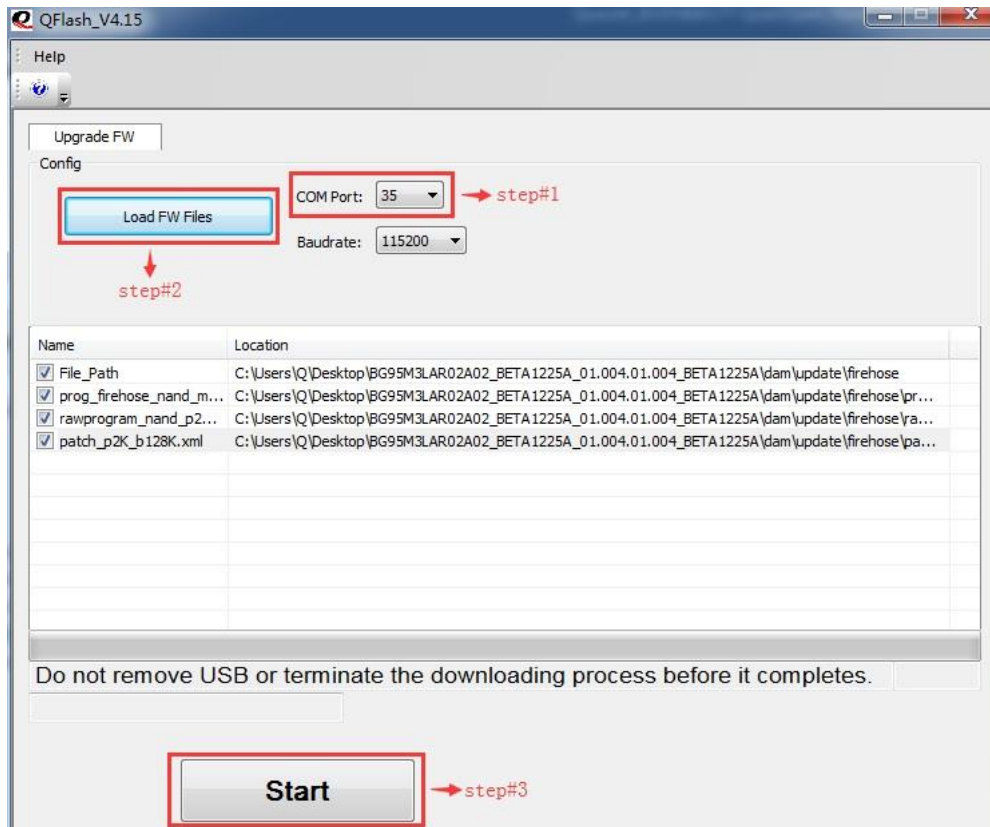 QFlash_V4.15
Help
Upgrade FW
Config
Load FW Files
COM Port: 35
step#1
Baudrate: 115200
step#2
Name Location
File_Path C:\Users\Q\Desktop\BG95M3LAR02A02_BETA1225A_01.004.01.004_BETA1225A\dam\update\firehose
prog_firehose_nand_m... C:\Users\Q\Desktop\BG95M3LAR02A02_BETA1225A_01.004.01.004_BETA1225A\dam\update\firehose\pr...
rawprogram_nand_p2... C:\Users\Q\Desktop\BG95M3LAR02A02_BETA1225A_01.004.01.004_BETA1225A\dam\update\firehose\ra...
patch_p2K_b128K.xml C:\Users\Q\Desktop\BG95M3LAR02A02_BETA1225A_01.004.01.004_BETA1225A\dam\update\firehose\pa...
Do not remove USB or terminate the downloading process before it completes.
Start
step#3